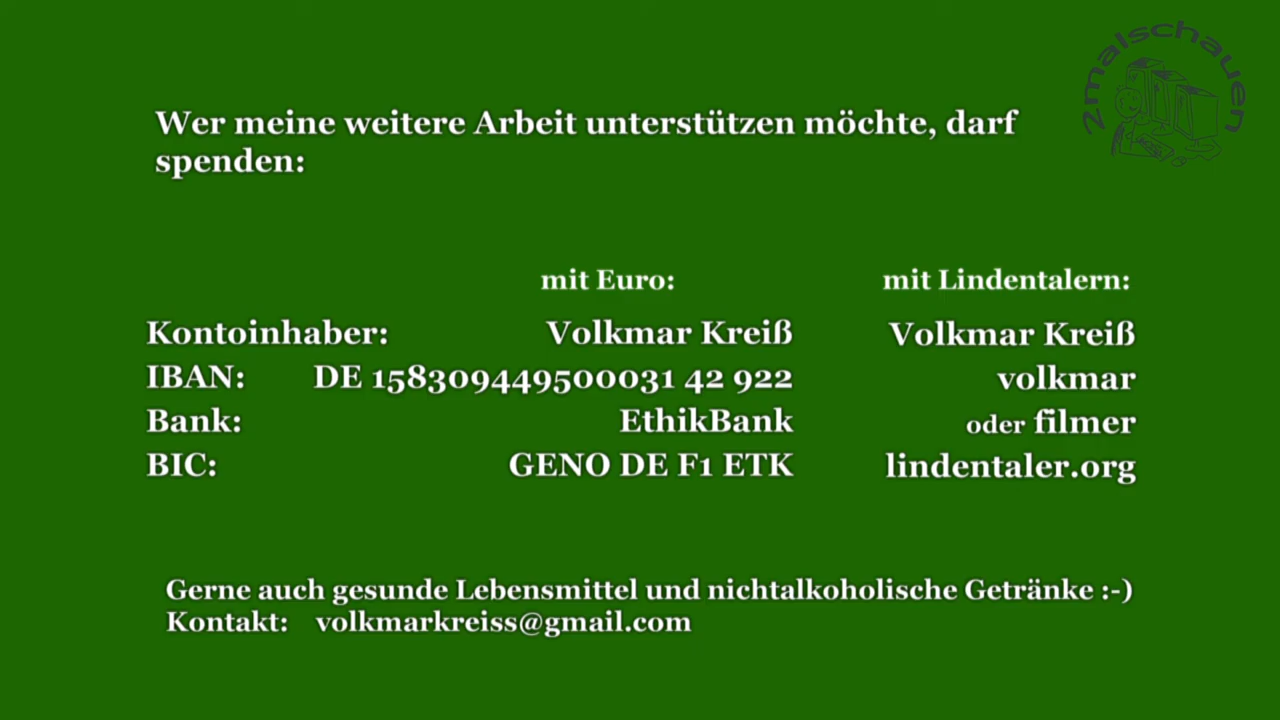 2malschauen
Wer meine weitere Arbeit unterstützen möchte, darf
spenden:
mit Euro: mit Lindentalern:
Kontoinhaber: Volkmar Kreiß Volkmar Kreiß
IBAN: DE 158309449500031 42 922 volkmar
Bank: EthikBank oder filmer
BIC: GENO DE F1 ETK lindentaler.org
Gerne auch gesunde Lebensmittel und nichtalkoholische Getränke :-)
Kontakt: volkmarkreiss@gmail.com